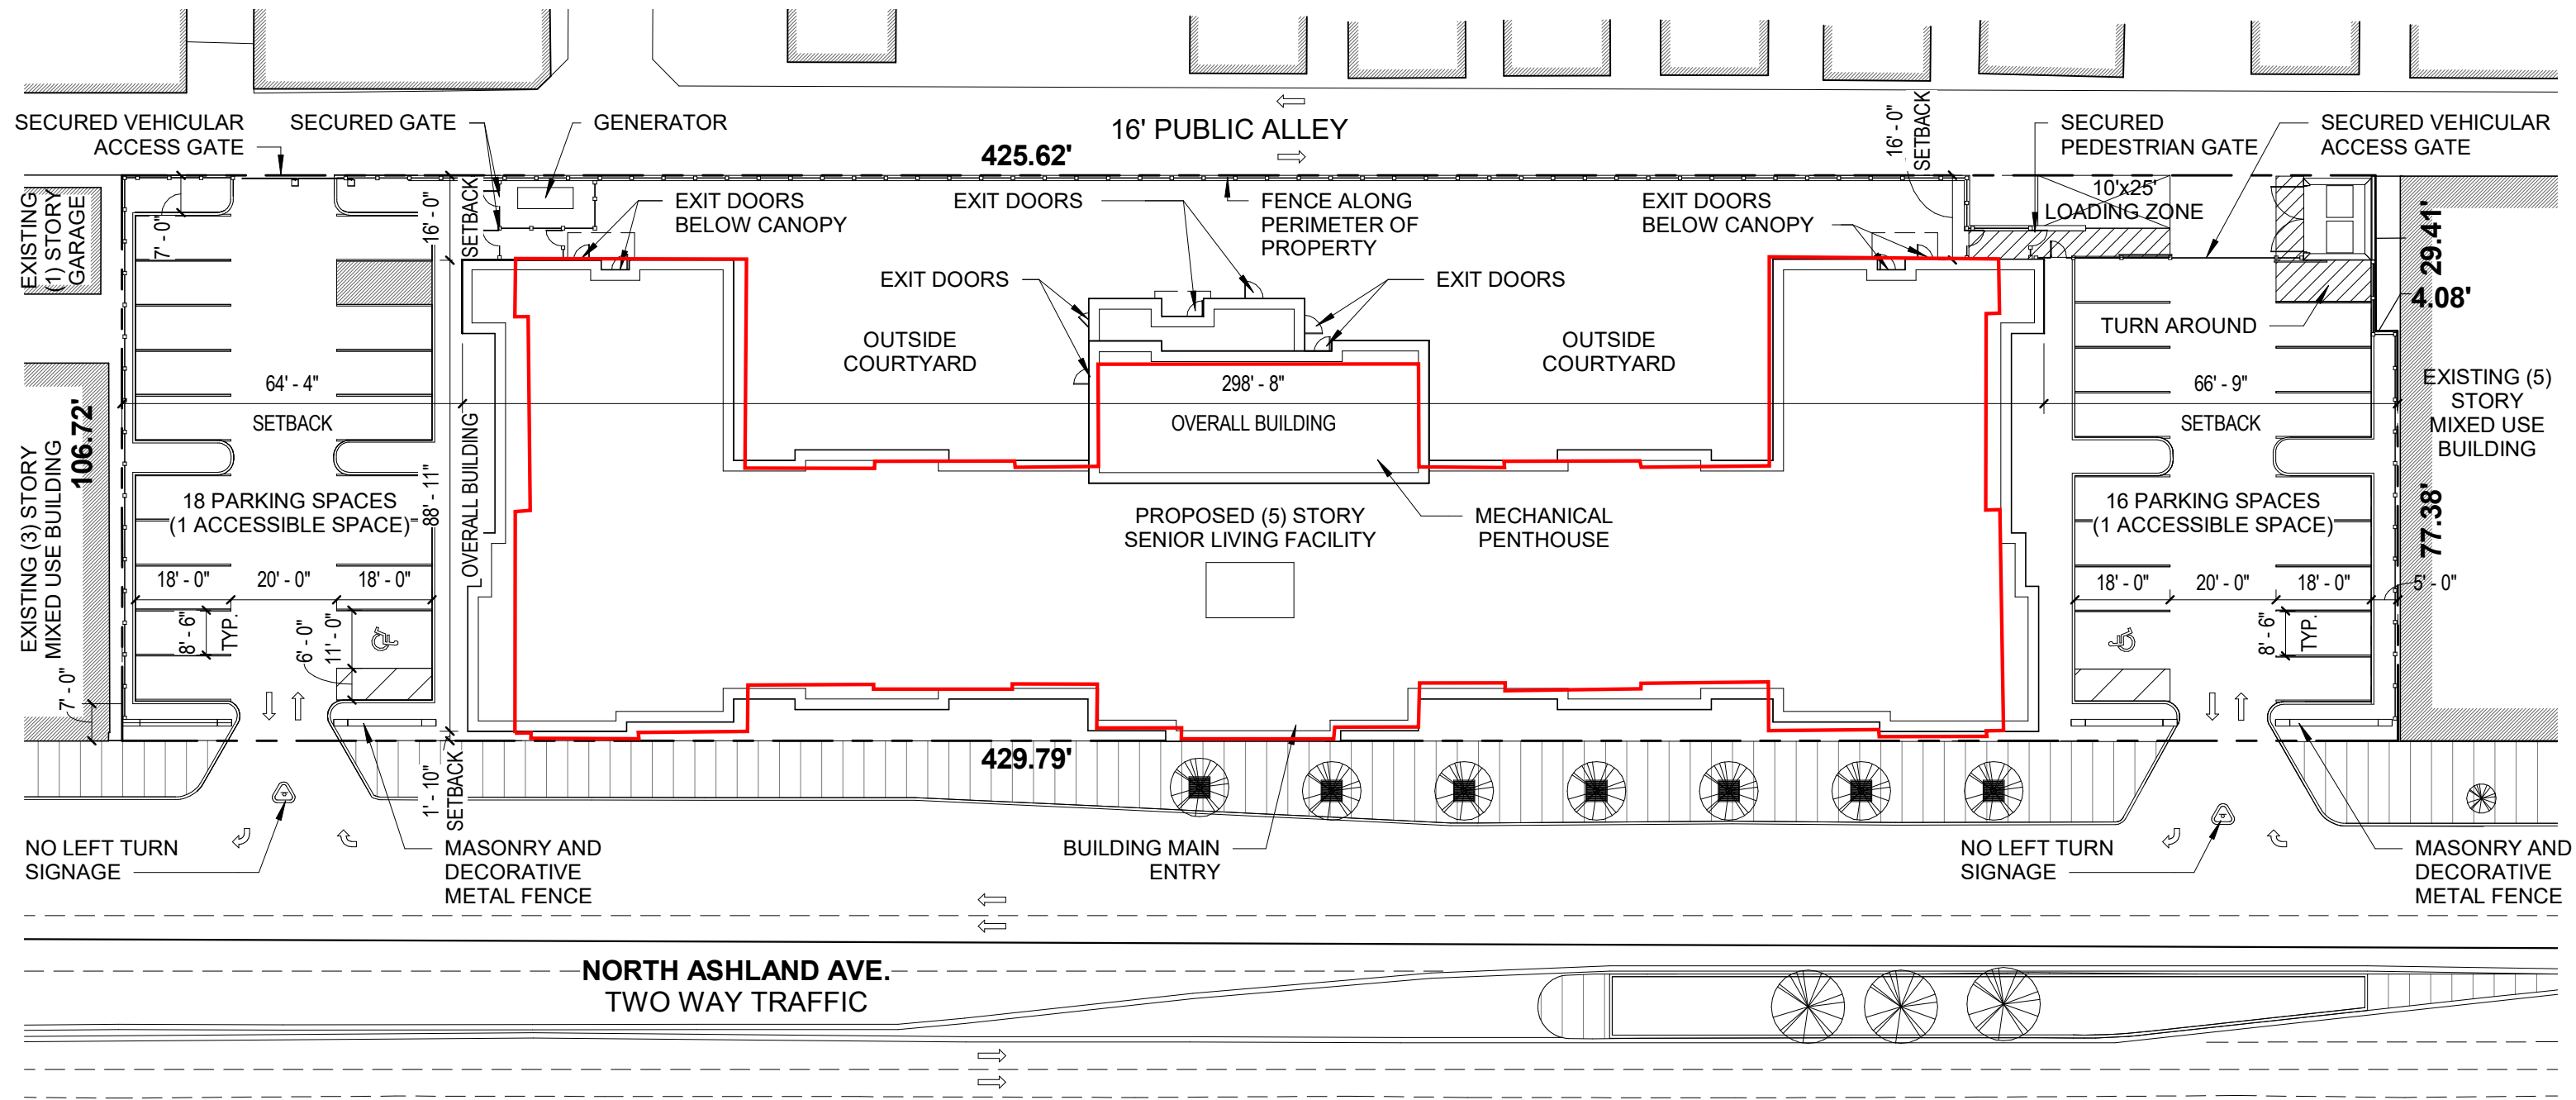 SECURED VEHICULAR
ACCESS GATE
SECURED GATE
GENERATOR
16' PUBLIC ALLEY
425.62'
16' - 0"
SETBACK
SECURED
PEDESTRIAN GATE
SECURED VEHICULAR
ACCESS GATE
EXISTING
(1) STORY
GARAGE
7' - 0"
16' - 0"
SETBACK
EXIT DOORS
BELOW CANOPY
EXIT DOORS
FENCE ALONG
PERIMETER OF
PROPERTY
EXIT DOORS
BELOW CANOPY
10'x25'
LOADING ZONE
29.41'
4.08'
EXIT DOORS
EXIT DOORS
TURN AROUND
OUTSIDE
COURTYARD
OUTSIDE
COURTYARD
64' - 4"
SETBACK
298' - 8"
OVERALL BUILDING
66' - 9"
SETBACK
EXISTING (5)
STORY
MIXED USE
BUILDING
EXISTING (3) STORY
MIXED USE BUILDING
106.72'
18 PARKING SPACES
(1 ACCESSIBLE SPACE)
88' - 11"
OVERALL BUILDING
PROPOSED (5) STORY
SENIOR LIVING FACILITY
MECHANICAL
PENTHOUSE
16 PARKING SPACES
(1 ACCESSIBLE SPACE)
77.38'
18' - 0"
20' - 0"
18' - 0"
18' - 0"
20' - 0"
18' - 0"
5' - 0"
8' - 6"
TYP.
6' - 0"
11' - 0"
8' - 6"
TYP.
7' - 0"
1' - 10"
SETBACK
429.79'
NO LEFT TURN
SIGNAGE
MASONRY AND
DECORATIVE
METAL FENCE
BUILDING MAIN
ENTRY
NO LEFT TURN
SIGNAGE
MASONRY AND
DECORATIVE
METAL FENCE
NORTH ASHLAND AVE.
TWO WAY TRAFFIC